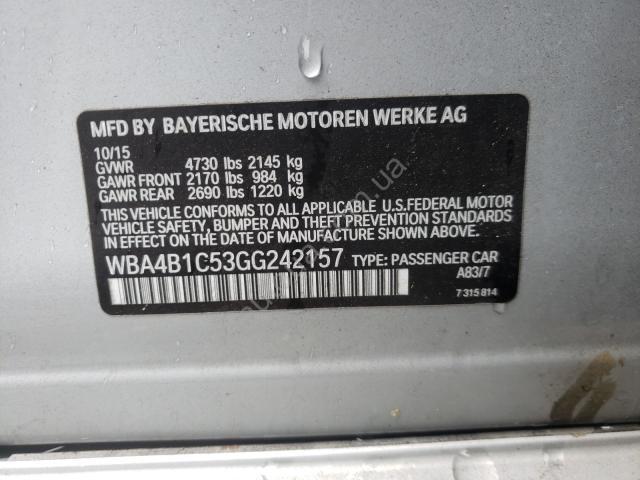 MFD BY BAYERISCHE MOTOREN WERKE AG
10/15
GVWR 4730 lbs 2145 kg
GAWR FRONT 2170 lbs 984 kg
GAWR REAR 2690 lbs 1220 kg
THIS VEHICLE CONFORMS TO ALL APPLICABLE U.S.FEDERAL MOTOR
VEHICLE SAFETY, BUMPER AND THEFT PREVENTION STANDARDS
IN EFFECT ON THE DATE OF MANUFACTURE SHOWN ABOVE.
WBA4B1C53GG242157 TYPE: PASSENGER CAR
A83/7
7 315 814